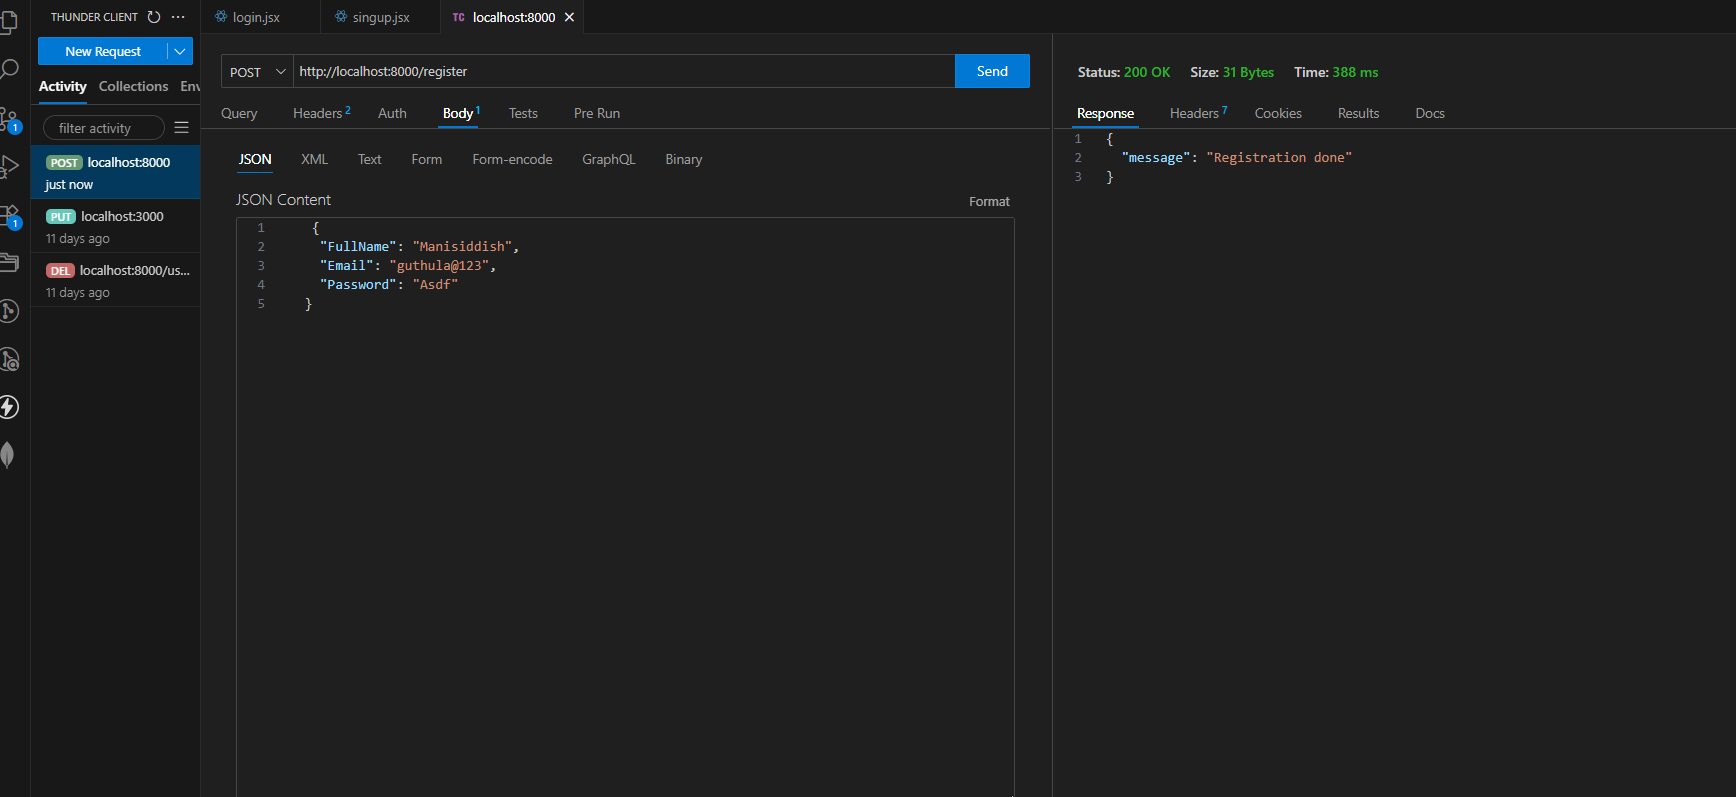 THUNDER CLIENT
New Request
Activity Collections Env
filter activity
POST localhost:8000
just now
PUT localhost:3000
11 days ago
DEL localhost:8000/us...
11 days ago
1
1
login.jsx singup.jsx TC localhost:8000
POST http://localhost:8000/register Send
Query Headers 2 Auth Body 1 Tests Pre Run
JSON XML Text Form Form-encode GraphQL Binary
JSON Content Format
1 {
2 "FullName": "Manisiddish",
3 "Email": "guthula@123",
4 "Password": "Asdf"
5 }
Status: 200 OK Size: 31 Bytes Time: 388 ms
Response Headers 7 Cookies Results Docs
1 {
2 "message": "Registration done"
3 }